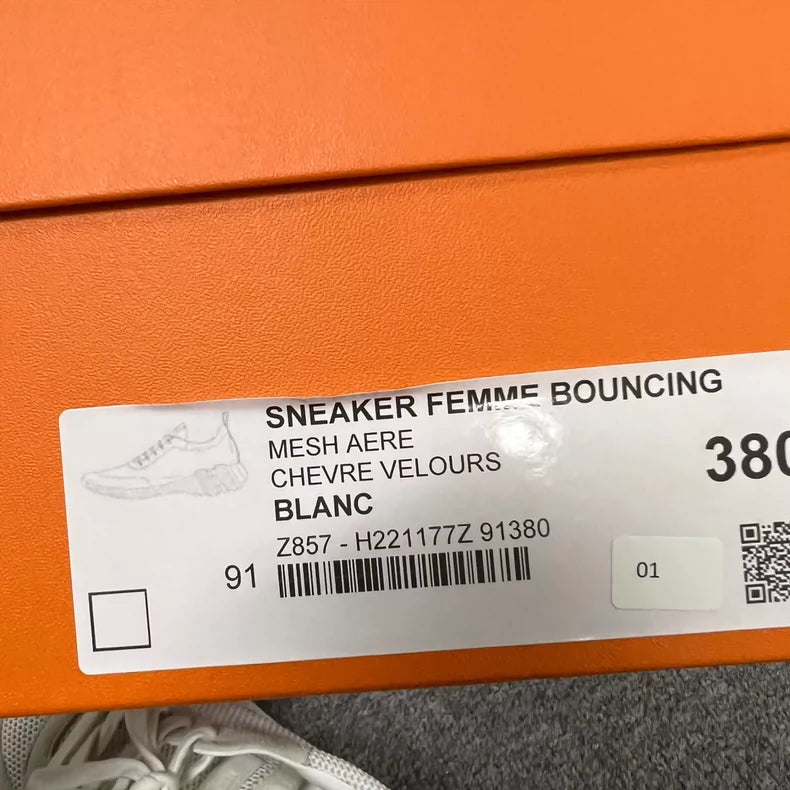 SNEAKER FEMME BOUNCING
MESH AERE
CHEVRE VELOURS
BLANC
380
Z857 - H221177Z 91380
91
01